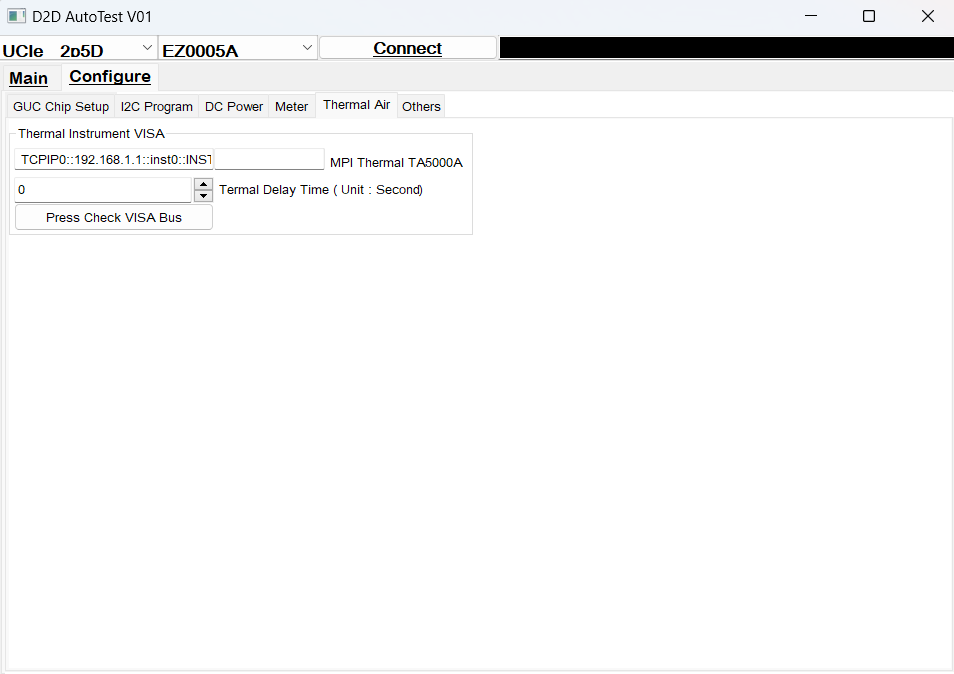 D2D AutoTest V01
UCIe 2p5D EZ0005A Connect
Main Configure
GUC Chip Setup I2C Program DC Power Meter Thermal Air Others
Thermal Instrument VISA
TCPIP0::192.168.1.1::inst0::INST MPI Thermal TA5000A
0 Termal Delay Time ( Unit : Second)
Press Check VISA Bus